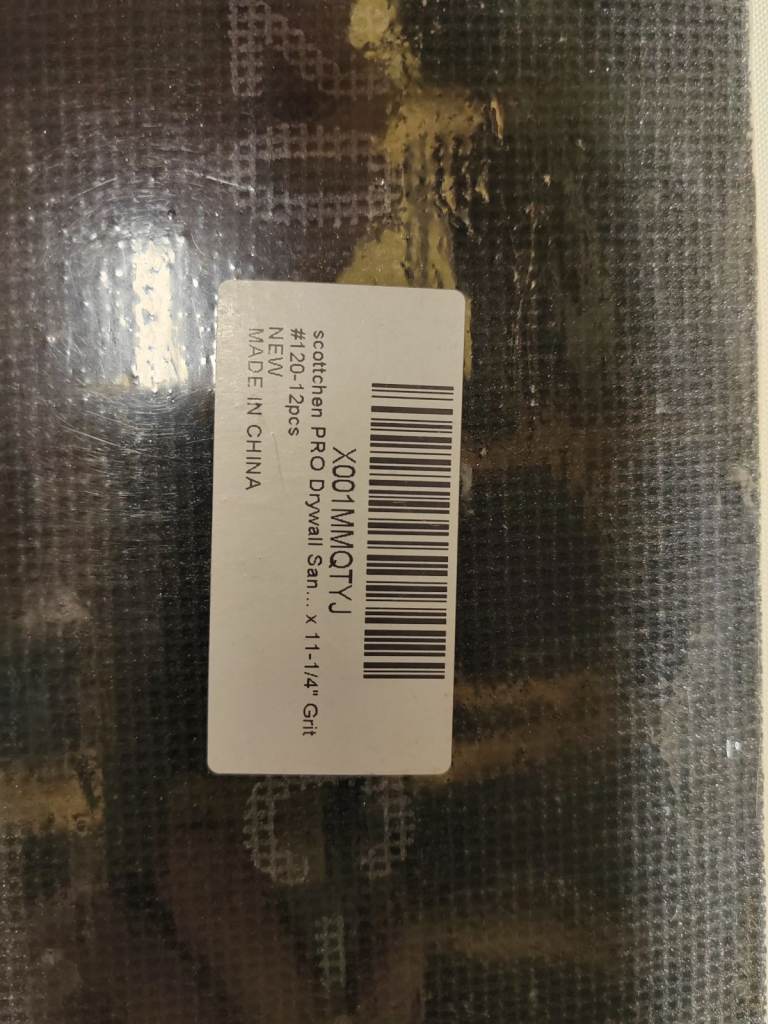 X001MMQTYJ
scottchen PRO Drywall San... x 11-1/4" Grit
#120-12pcs
NEW
MADE IN CHINA